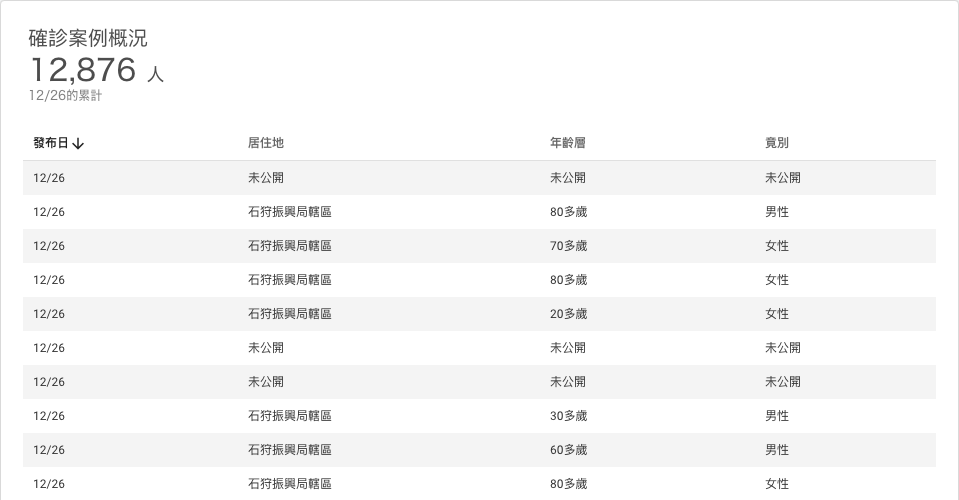 確診案例概況
12,876 人
12/26的累計
發布日↓ 居住地 年齡層 竟別
12/26 未公開 未公開 未公開
12/26 石狩振興局轄區 80多歲 男性
12/26 石狩振興局轄區 70多歲 女性
12/26 石狩振興局轄區 80多歲 女性
12/26 石狩振興局轄區 20多歲 女性
12/26 未公開 未公開 未公開
12/26 未公開 未公開 未公開
12/26 石狩振興局轄區 30多歲 男性
12/26 石狩振興局轄區 60多歲 男性
12/26 石狩振興局轄區 80多歲 女性